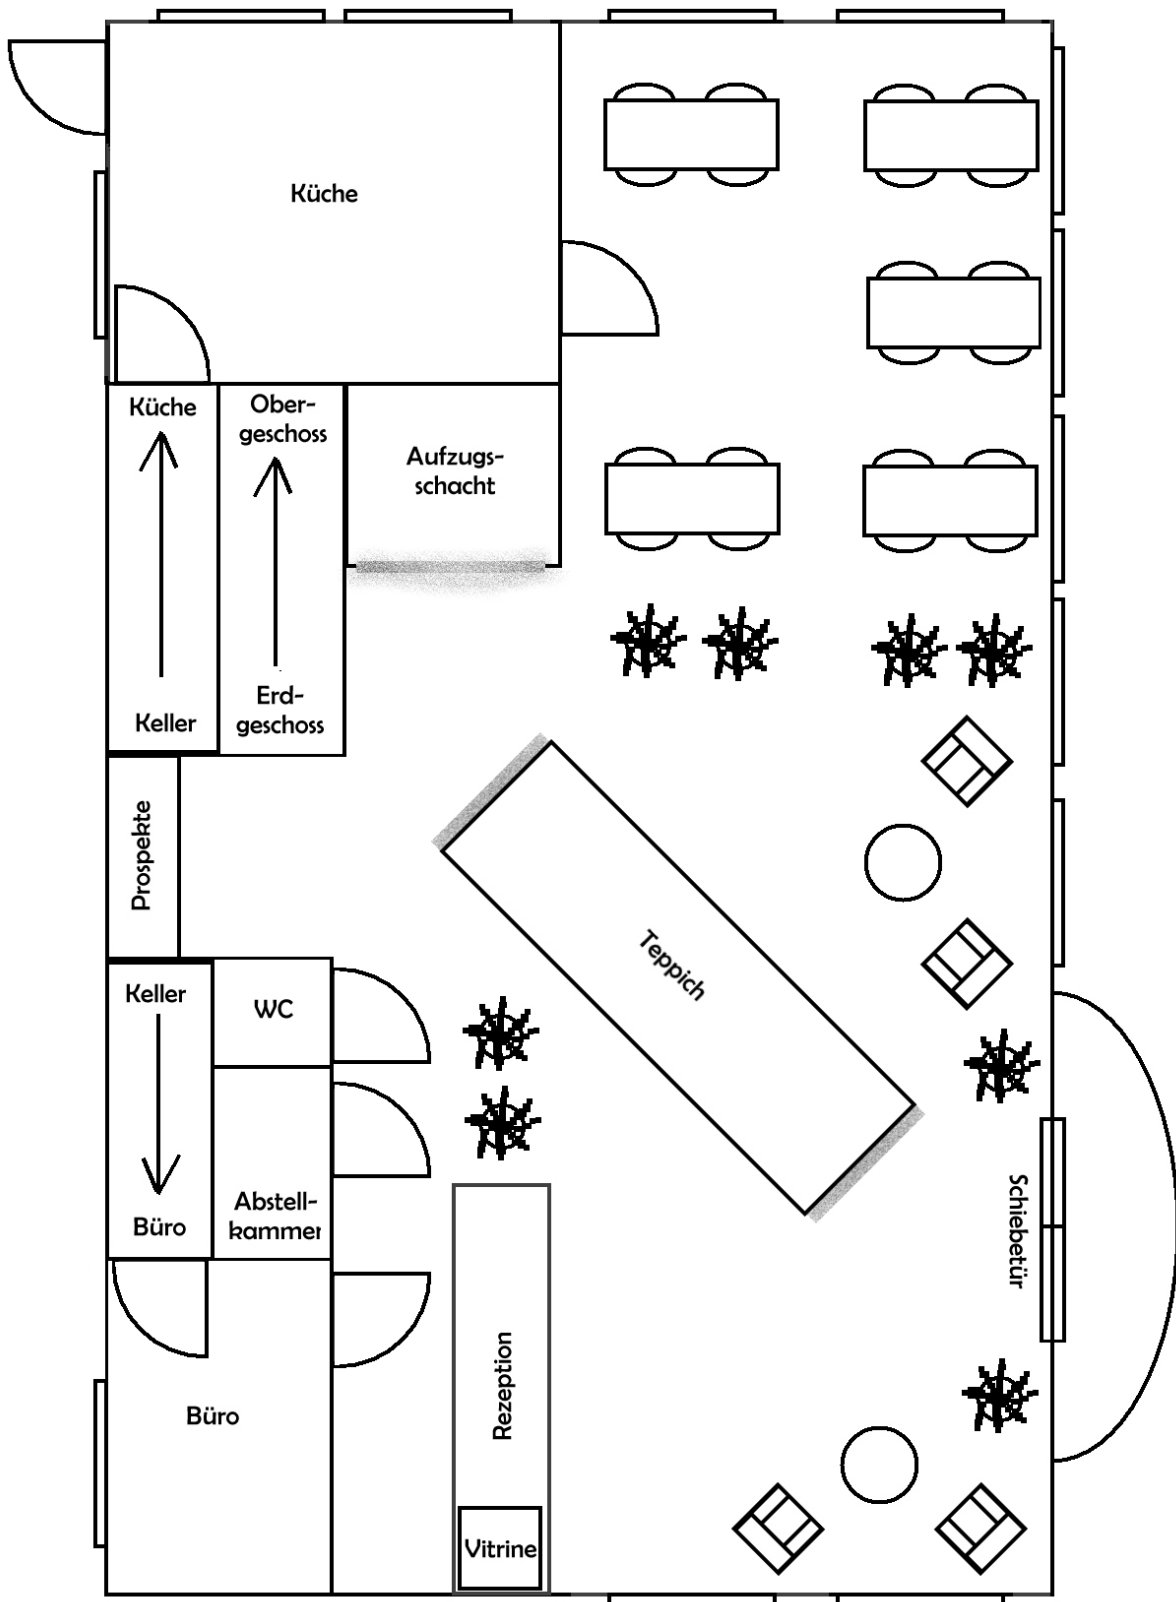 Küche
Küche
Ober-
geschoss
Aufzugs-
schacht
Keller
Erd-
geschoss
Prospekte
Teppich
Keller
WC
Büro
Abstell-
kammer
Schiebetür
Büro
Rezeption
Vitrine